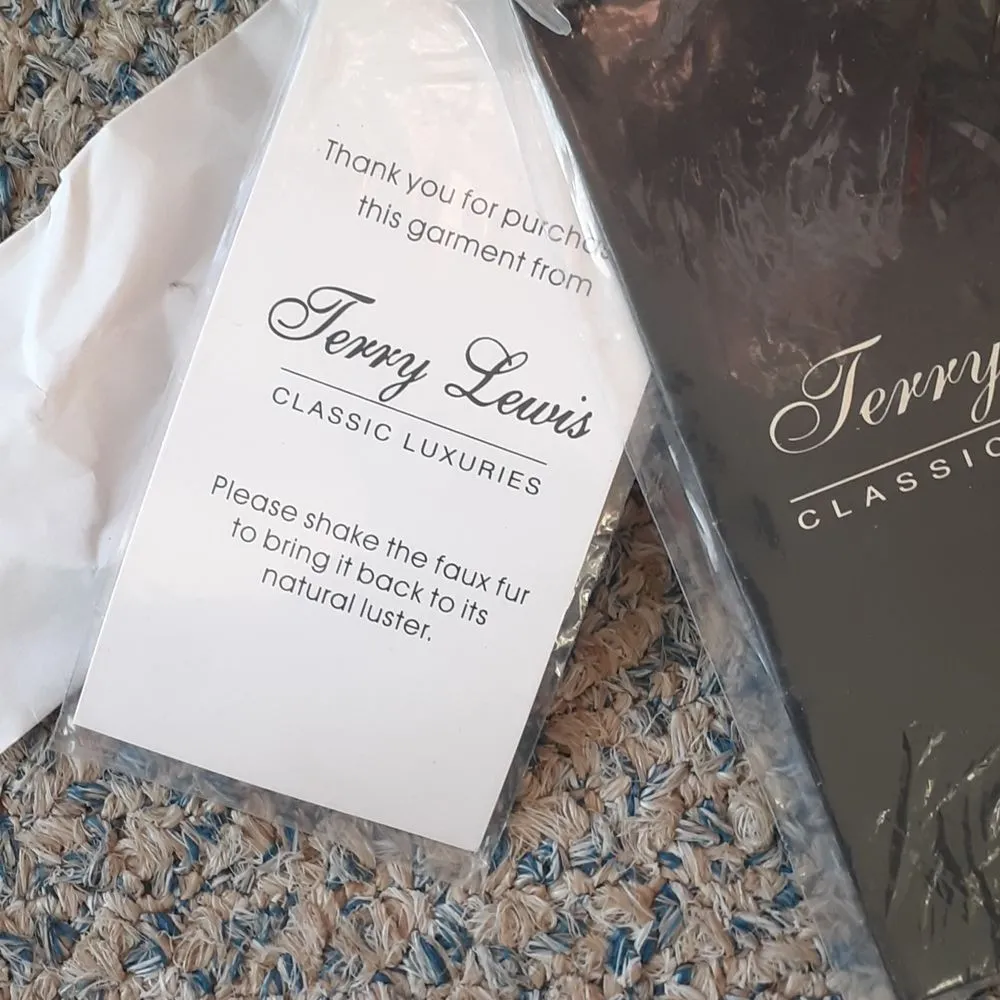 Thank you for purchas
this garment from
Terry Lewis
CLASSIC LUXURIES
Please shake the faux fur
to bring it back to its
natural luster.
Terry
CLASSIC